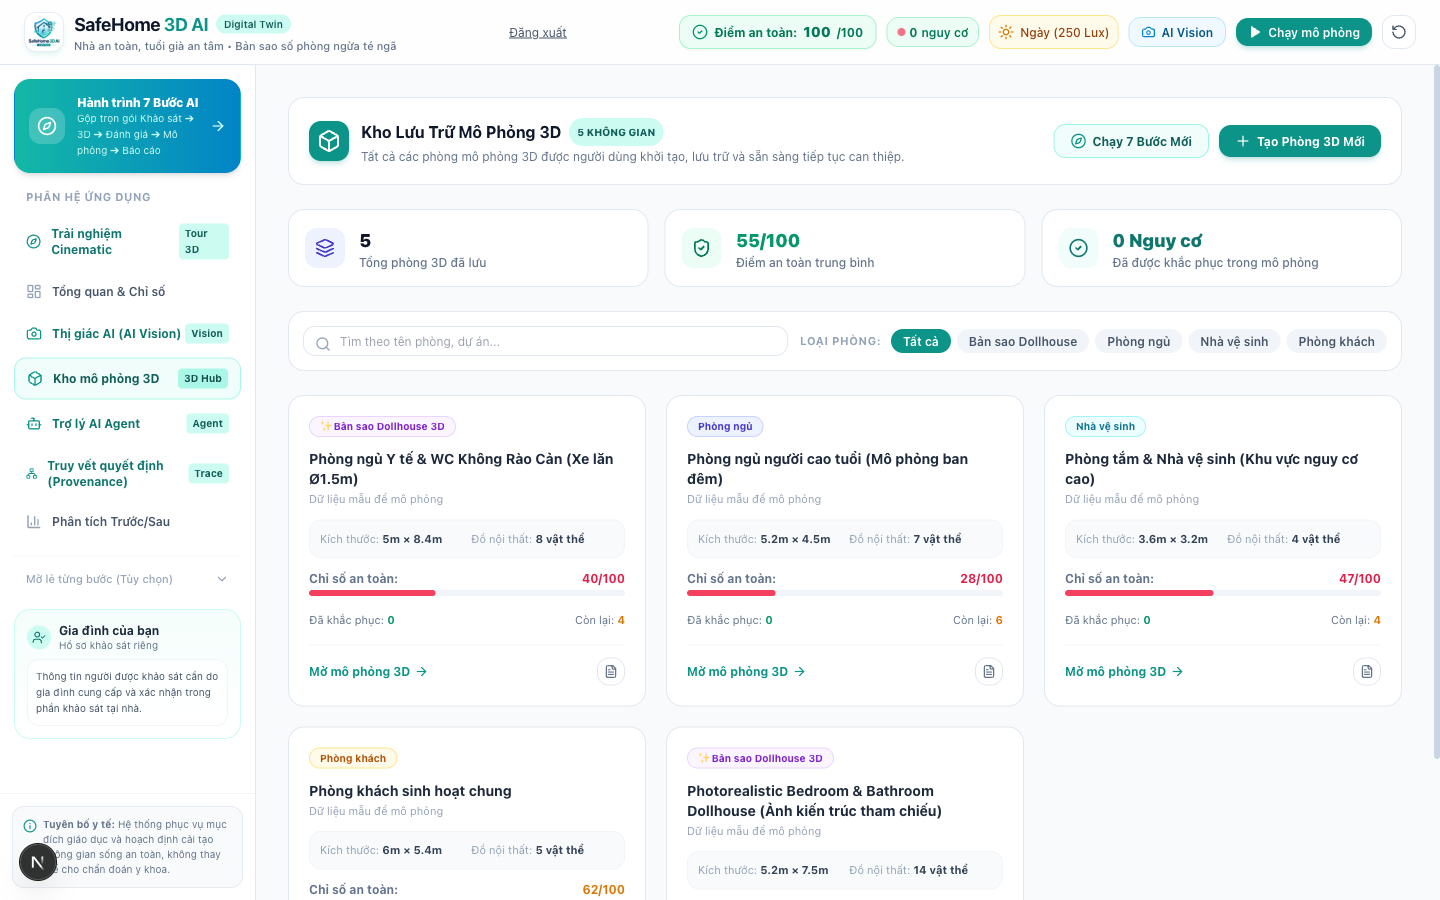 SafeHome 3D AI
Digital Twin
Nhà an toàn, tuổi già an tâm • Bản sao số phòng ngừa té ngã
Đăng xuất
Điểm an toàn: 100 /100
0 nguy cơ
Ngày (250 Lux)
AI Vision
Chạy mô phỏng
Hành trình 7 Bước AI
Gộp trọn gói Khảo sát ➔
3D ➔ Đánh giá ➔ Mô
phỏng ➔ Báo cáo
PHÂN HỆ ỨNG DỤNG
Trải nghiệm
Cinematic
Tour
3D
Tổng quan & Chỉ số
Thị giác AI (AI Vision)
Vision
Kho mô phỏng 3D
3D Hub
Trợ lý AI Agent
Agent
Truy vết quyết định
(Provenance)
Trace
Phân tích Trước/Sau
Mở lẻ từng bước (Tùy chọn)
Gia đình của bạn
Hồ sơ khảo sát riêng
Thông tin người được khảo sát cần do
gia đình cung cấp và xác nhận trong
phần khảo sát tại nhà.
Tuyên bố y tế: Hệ thống phục vụ mục
đích giáo dục và hoạch định cải tạo
gian sống an toàn, không thay
cho chẩn đoán y khoa.
N
Kho Lưu Trữ Mô Phỏng 3D
5 KHÔNG GIAN
Tất cả các phòng mô phỏng 3D được người dùng khởi tạo, lưu trữ và sẵn sàng tiếp tục can thiệp.
Chạy 7 Bước Mới
Tạo Phòng 3D Mới
5
Tổng phòng 3D đã lưu
55/100
Điểm an toàn trung bình
0 Nguy cơ
Đã được khắc phục trong mô phỏng
Tìm theo tên phòng, dự án...
LOẠI PHÒNG:
Tất cả
Bản sao Dollhouse
Phòng ngủ
Nhà vệ sinh
Phòng khách
✨Bản sao Dollhouse 3D
Phòng ngủ Y tế & WC Không Rào Cản (Xe lăn
Ø1.5m)
Dữ liệu mẫu để mô phỏng
Kích thước: 5m × 8.4m
Đồ nội thất: 8 vật thể
Chỉ số an toàn:
40/100
Đã khắc phục: 0
Còn lại: 4
Mở mô phỏng 3D →
Phòng ngủ
Phòng ngủ người cao tuổi (Mô phỏng ban
đêm)
Dữ liệu mẫu để mô phỏng
Kích thước: 5.2m × 4.5m
Đồ nội thất: 7 vật thể
Chỉ số an toàn:
28/100
Đã khắc phục: 0
Còn lại: 6
Mở mô phỏng 3D →
Nhà vệ sinh
Phòng tắm & Nhà vệ sinh (Khu vực nguy cơ
cao)
Dữ liệu mẫu để mô phỏng
Kích thước: 3.6m × 3.2m
Đồ nội thất: 4 vật thể
Chỉ số an toàn:
47/100
Đã khắc phục: 0
Còn lại: 4
Mở mô phỏng 3D →
Phòng khách
Phòng khách sinh hoạt chung
Dữ liệu mẫu để mô phỏng
Kích thước: 6m × 5.4m
Đồ nội thất: 5 vật thể
Chỉ số an toàn:
62/100
✨Bản sao Dollhouse 3D
Photorealistic Bedroom & Bathroom
Dollhouse (Ảnh kiến trúc tham chiếu)
Dữ liệu mẫu để mô phỏng
Kích thước: 5.2m × 7.5m
Đồ nội thất: 14 vật thể